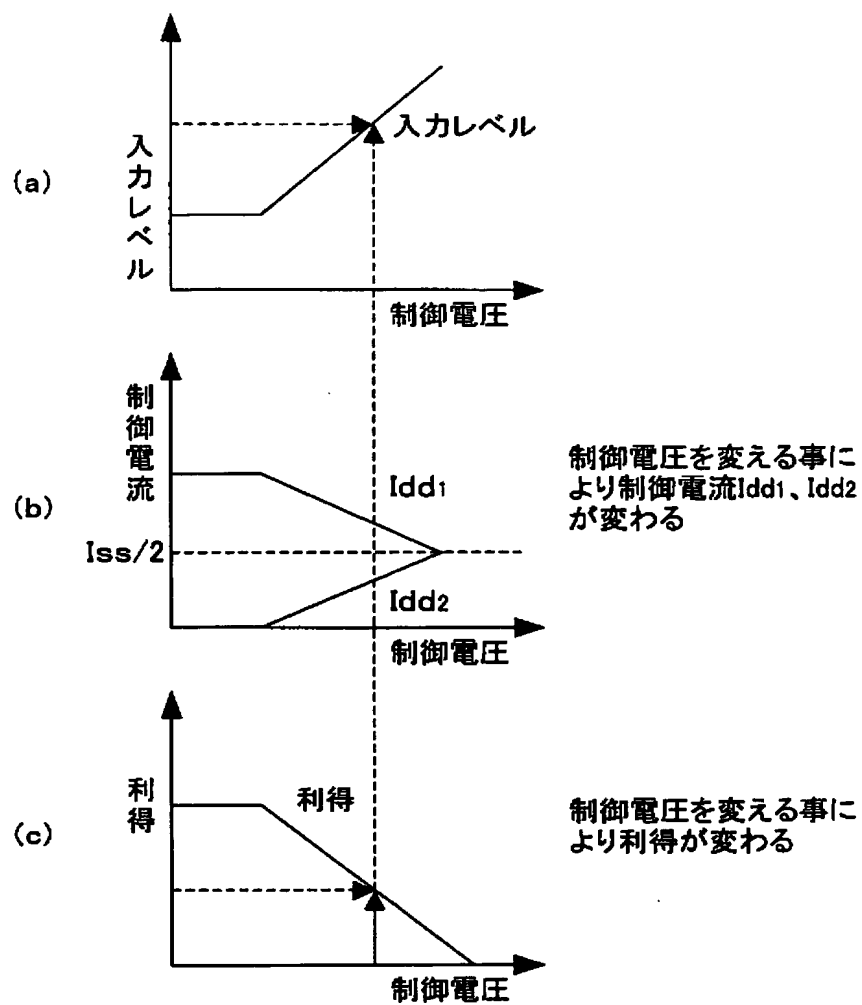 (a)
入力レベル
入力レベル
制御電圧
(b)
制御電流
Idd1
Iss/2
Idd2
制御電圧
制御電圧を変える事に
より制御電流Idd1、Idd2
が変わる
(c)
利得
利得
制御電圧
制御電圧を変える事に
より利得が変わる